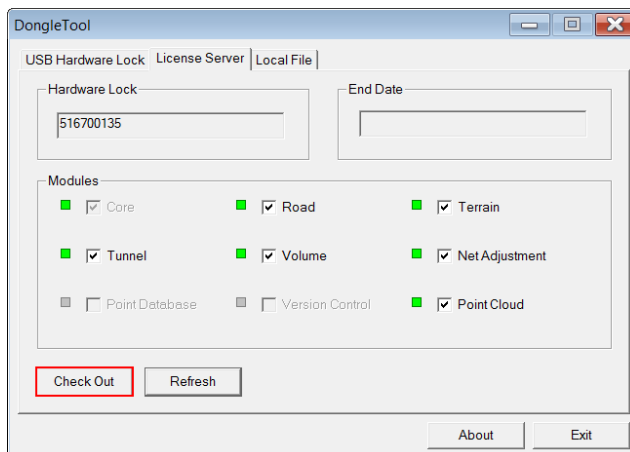 DongleTool
USB Hardware Lock License Server Local File
Hardware Lock End Date
516700135
Modules
Core Road Terrain
Tunnel Volume Net Adjustment
Point Database Version Control Point Cloud
Check Out Refresh
About Exit